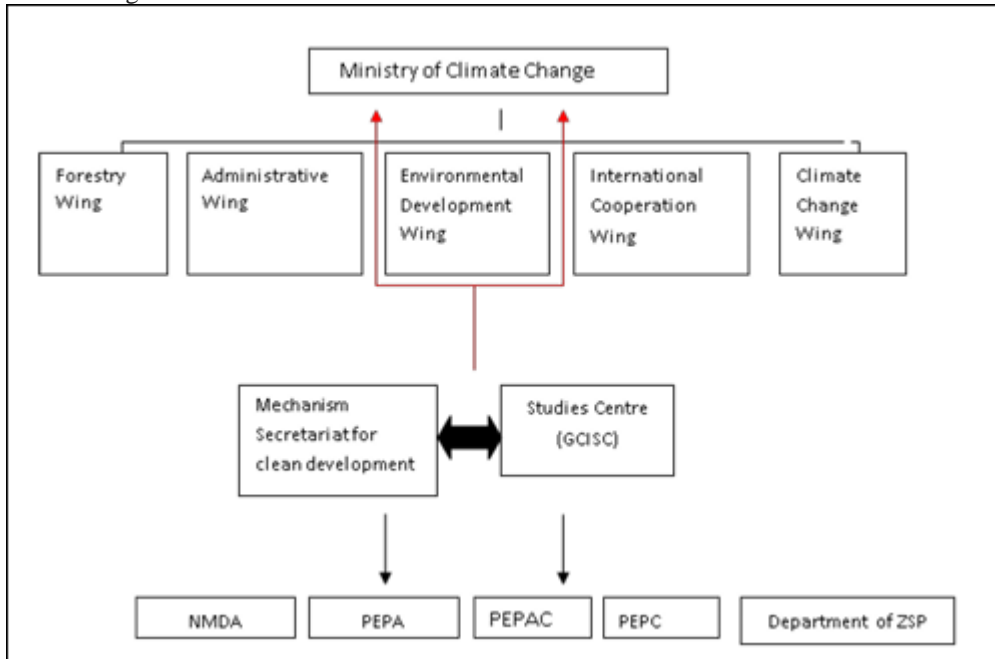 Ministry of Climate Change
Forestry
Wing
Administrative
Wing
Environmental
Development
Wing
International
Cooperation
Wing
Climate
Change
Wing
Mechanism
Secretariat for
clean development
Studies Centre
(GCISC)
NMDA
PEPA
PEPAC
PEPC
Department of ZSP